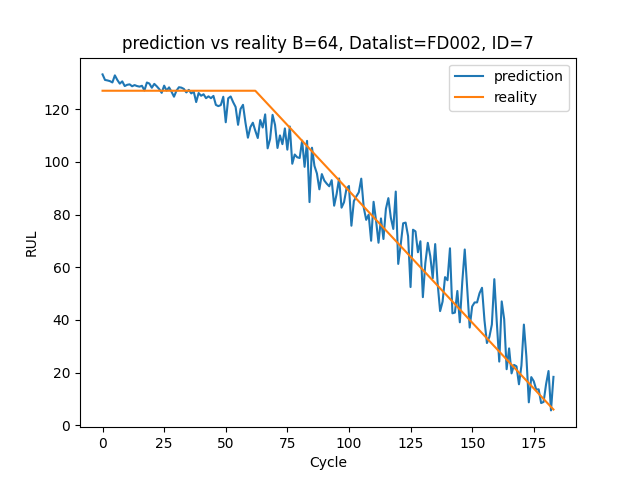 prediction vs reality B=64, Datalist=FD002, ID=7
prediction
reality
RUL
120
100
80
60
40
20
0
0 25 50 75 100 125 150 175
Cycle